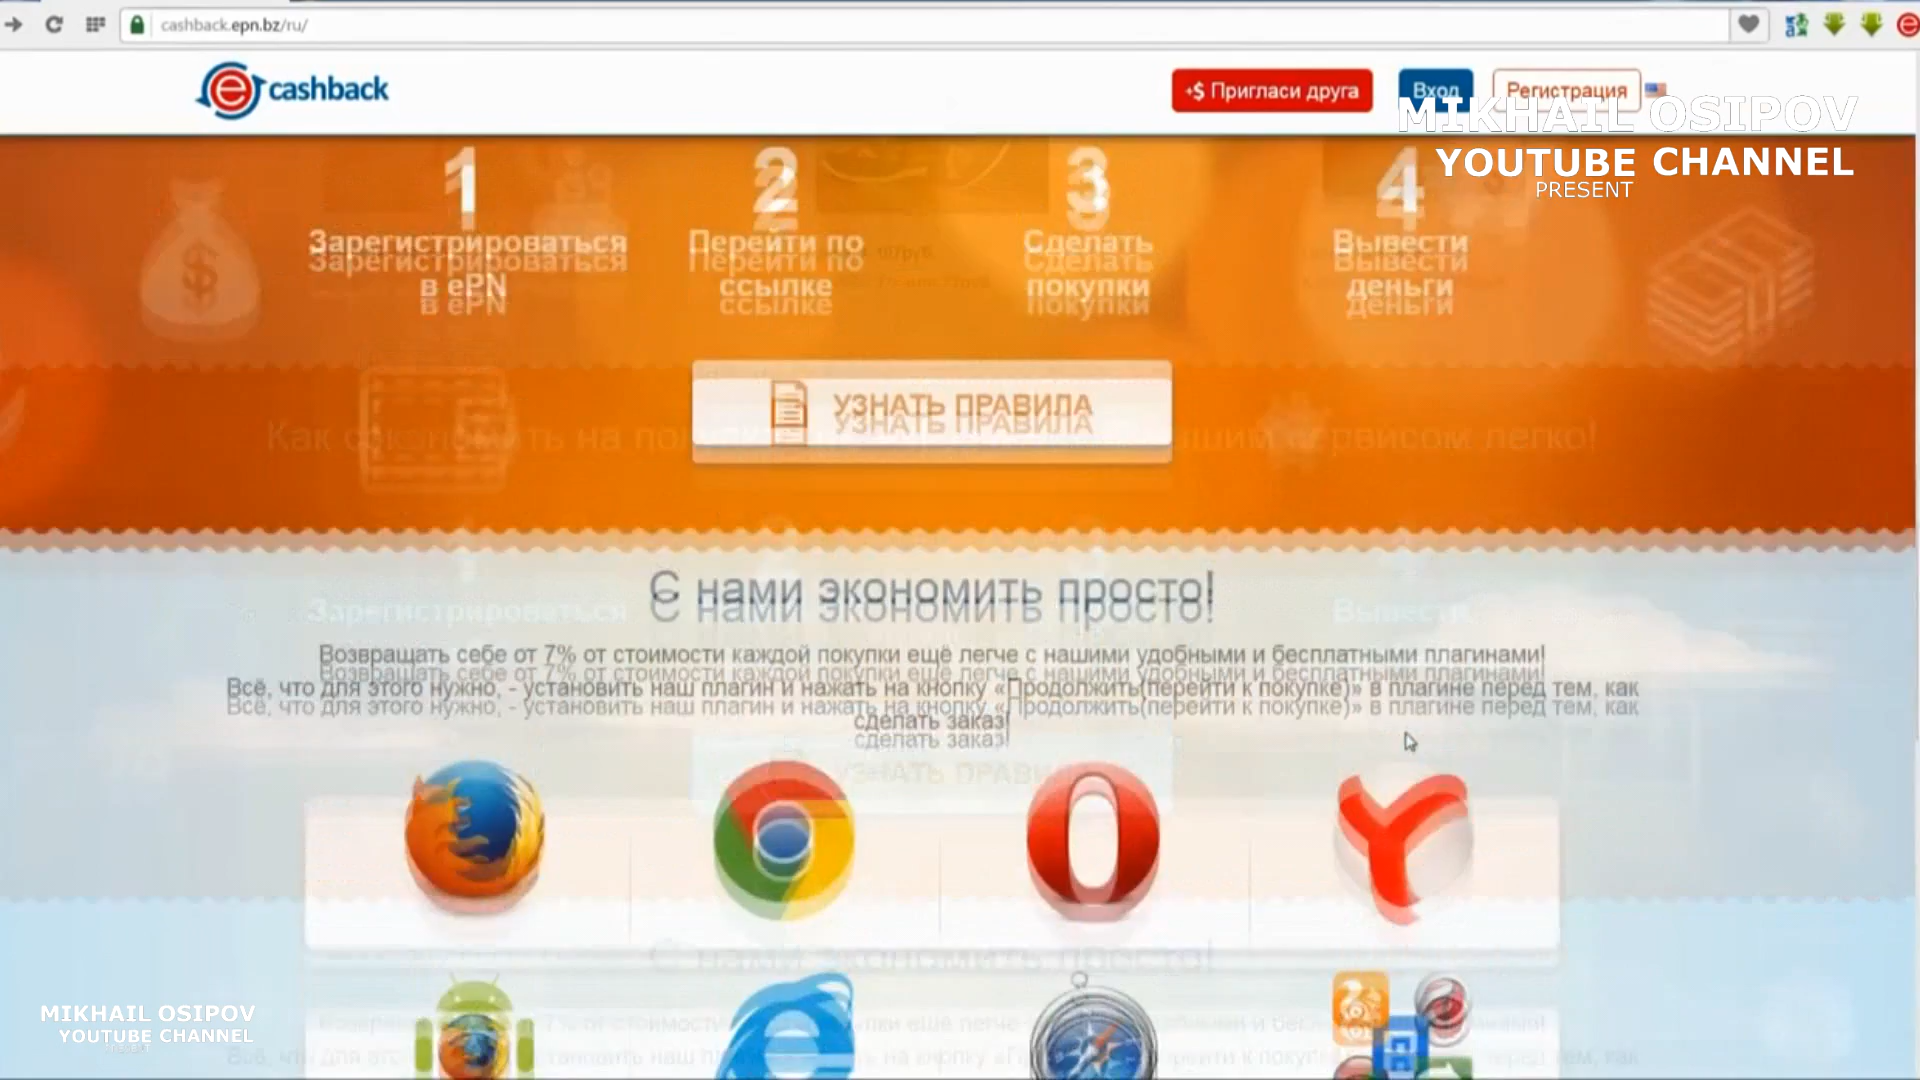 cashback.epn.bz/ru/
e cashback
+$ Пригласи друга
Вход
Регистрация
MIKHAIL OSIPOV
YOUTUBE CHANNEL
PRESENT
1
2
3
4
Зарегистрироваться
в ePN
Перейти по
ссылке
Сделать
покупки
Вывести
деньги
УЗНАТЬ ПРАВИЛА
С нами экономить просто!
Возвращать себе от 7% от стоимости каждой покупки ещё легче с нашими удобными и бесплатными плагинами!
Всё, что для этого нужно, - установить наш плагин и нажать на кнопку «Продолжить(перейти к покупке)» в плагине перед тем, как
сделать заказ!
MIKHAIL OSIPOV
YOUTUBE CHANNEL